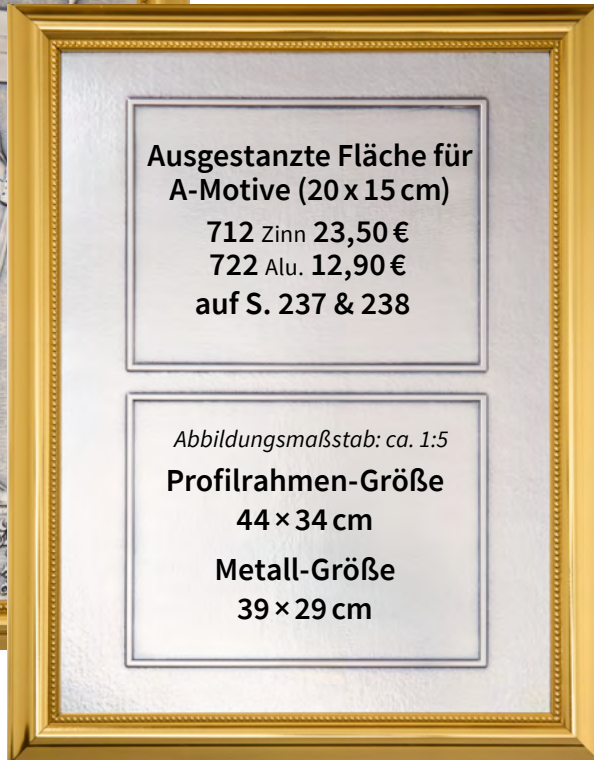 Ausgestanzte Fläche für
A-Motive (20 x 15 cm)
712 Zinn 23,50 €
722 Alu. 12,90 €
auf S. 237 & 238
Abbildungsmaßstab: ca. 1:5
Profilrahmen-Größe
44 × 34 cm
Metall-Größe
39 × 29 cm